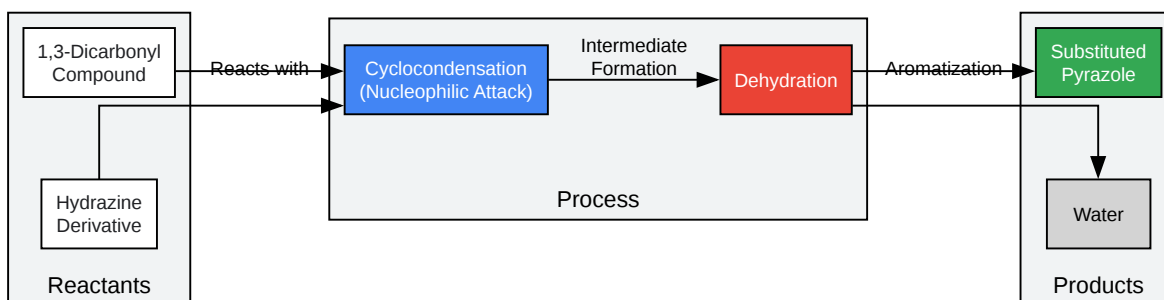 1,3-Dicarbonyl
Compound
Reacts with
Cyclocondensation
(Nucleophilic Attack)
Intermediate
Formation
Dehydration
Aromatization
Substituted
Pyrazole
Hydrazine
Derivative
Water
Process
Reactants
Products